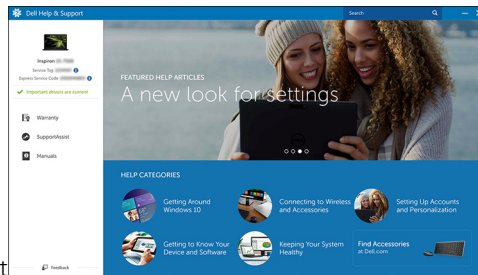 Dell Help & Support
Search
Inspiron
Service Tag
Express Service Code
Important drivers are current
Warranty
SupportAssist
Manuals
Feedback
FEATURED HELP ARTICLES
A new look for settings
HELP CATEGORIES
Getting Around
Windows 10
Connecting to Wireless
and Accessories
Setting Up Accounts
and Personalization
Getting to Know Your
Device and Software
Keeping Your System
Healthy
Find Accessories
at Dell.com
t